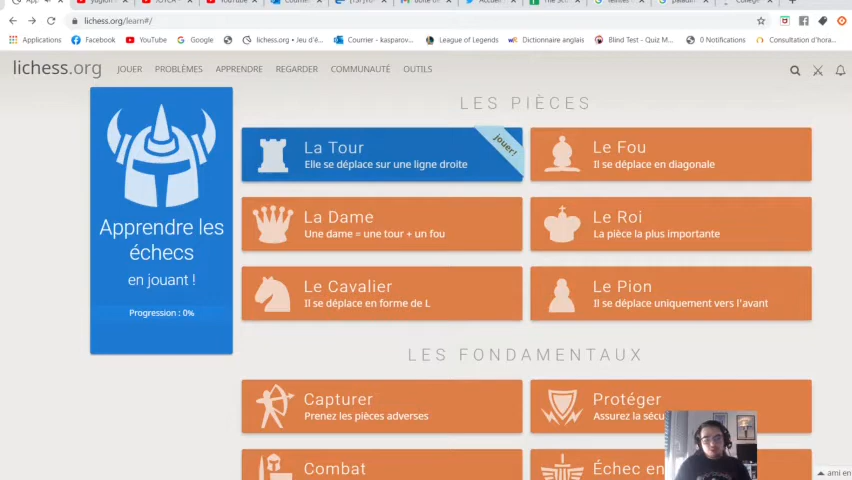 lichess.org/learn#/
Applications Facebook YouTube Google lichess.org • Jeu d'é... Courrier - kasparov... League of Legends Dictionnaire anglais Blind Test - Quiz M... 0 Notifications Consultation d'hora...
lichess.org JOUER PROBLÈMES APPRENDRE REGARDER COMMUNAUTÉ OUTILS
LES PIÈCES
La Tour
Elle se déplace sur une ligne droite
jouer!
Le Fou
Il se déplace en diagonale
La Dame
Une dame = une tour + un fou
Le Roi
La pièce la plus importante
Le Cavalier
Il se déplace en forme de L
Le Pion
Il se déplace uniquement vers l'avant
Apprendre les
échecs
en jouant !
Progression : 0%
LES FONDAMENTAUX
Capturer
Prenez les pièces adverses
Protéger
Assurez la sécu
Combat
Échec en
ami en